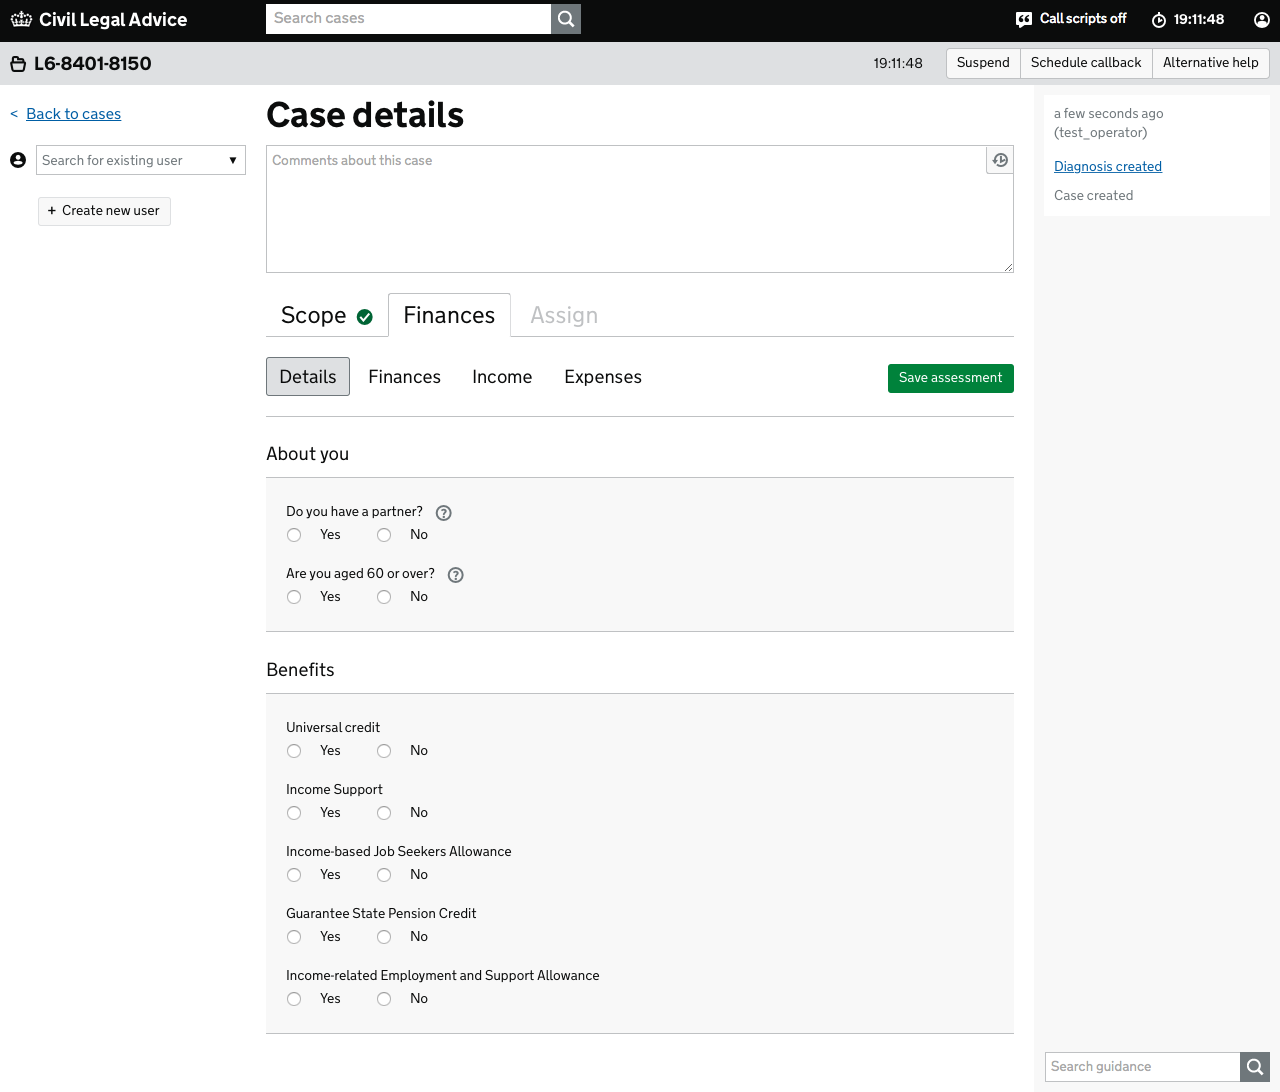 Civil Legal Advice
Search cases
Call scripts off
19:11:48
L6-8401-8150
19:11:48
Suspend
Schedule callback
Alternative help
< Back to cases
Search for existing user
+ Create new user
Case details
Comments about this case
Scope
Finances
Assign
Details
Finances
Income
Expenses
Save assessment
About you
Do you have a partner? ?
Yes No
Are you aged 60 or over? ?
Yes No
Benefits
Universal credit
Yes No
Income Support
Yes No
Income-based Job Seekers Allowance
Yes No
Guarantee State Pension Credit
Yes No
Income-related Employment and Support Allowance
Yes No
a few seconds ago
(test_operator)
Diagnosis created
Case created
Search guidance